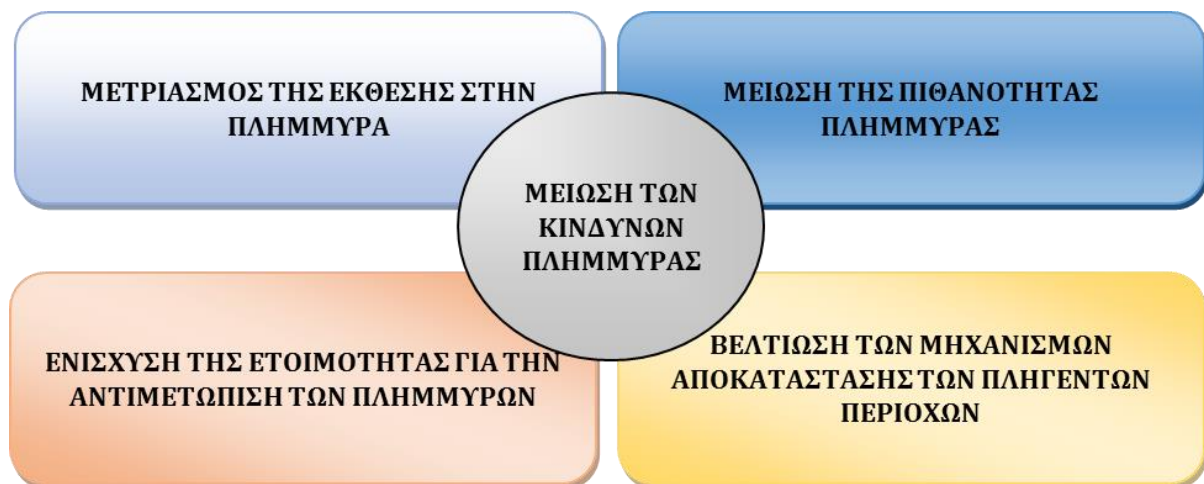 ΜΕΤΡΙΑΣΜΟΣ ΤΗΣ ΕΚΘΕΣΗΣ ΣΤΗΝ
ΠΛΗΜΜΥΡΑ
ΜΕΙΩΣΗ ΤΗΣ ΠΙΘΑΝΟΤΗΤΑΣ
ΠΛΗΜΜΥΡΑΣ
ΜΕΙΩΣΗ ΤΩΝ
ΚΙΝΔΥΝΩΝ
ΠΛΗΜΜΥΡΑΣ
ΕΝΙΣΧΥΣΗ ΤΗΣ ΕΤΟΙΜΟΤΗΤΑΣ ΓΙΑ ΤΗΝ
ΑΝΤΙΜΕΤΩΠΙΣΗ ΤΩΝ ΠΛΗΜΜΥΡΩΝ
ΒΕΛΤΙΩΣΗ ΤΩΝ ΜΗΧΑΝΙΣΜΩΝ
ΑΠΟΚΑΤΑΣΤΑΣΗΣ ΤΩΝ ΠΛΗΓΕΝΤΩΝ
ΠΕΡΙΟΧΩΝ